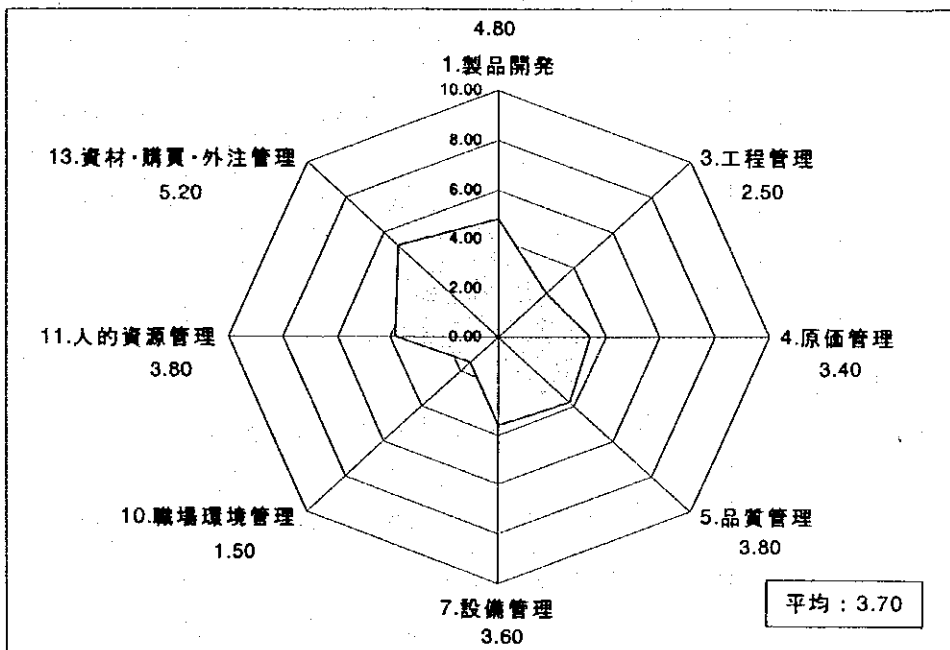 4.80
1.製品開発
10.00
8.00
6.00
4.00
2.00
0.00
3.工程管理
2.50
4.原価管理
3.40
5.品質管理
3.80
7.設備管理
3.60
10.職場環境管理
1.50
11.人的資源管理
3.80
13.資材・購買・外注管理
5.20
平均：3.70